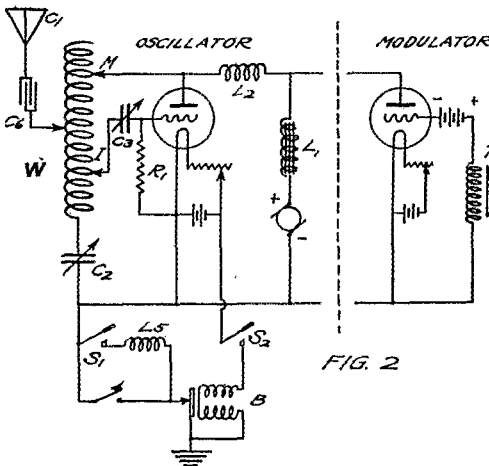 C1
OSCILLATOR
MODULATOR
M
L2
C6
C3
I
W
R1
L1
+
-
- +
C2
S1
L5
S2
B
FIG. 2